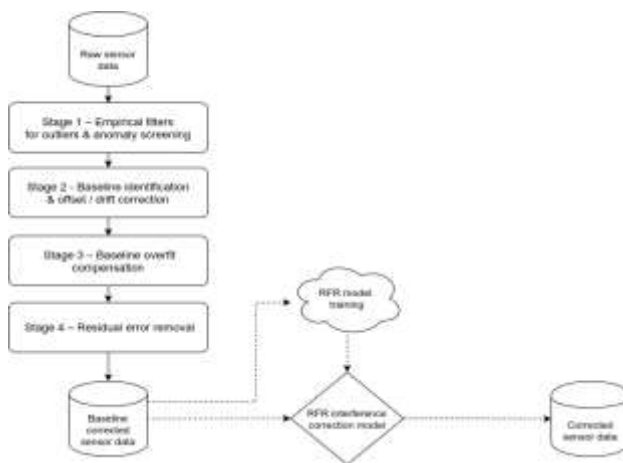 Raw sensor
data
Stage 1 – Empirical filters
for outliers & anomaly screening
Stage 2 - Baseline identification
& offset / drift correction
Stage 3 – Baseline overfit
compensation
Stage 4 – Residual error removal
RFR model
training
Baseline
corrected
sensor data
RFR interference
correction model
Corrected
sensor data